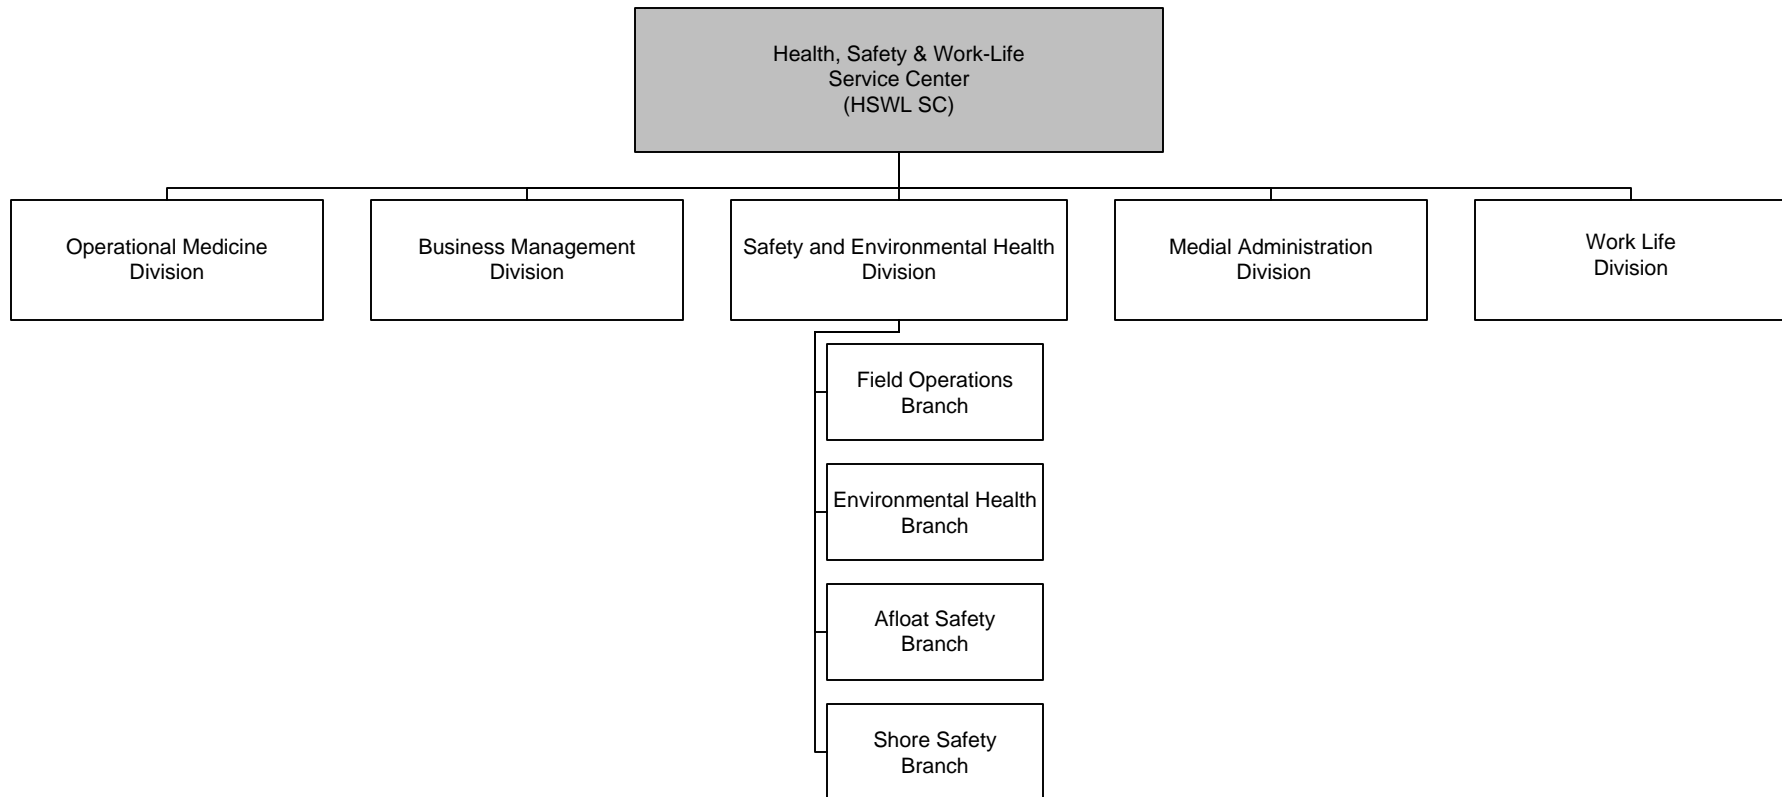 Health, Safety & Work-Life
Service Center
(HSWL SC)
Operational Medicine
Division
Business Management
Division
Safety and Environmental Health
Division
Medial Administration
Division
Work Life
Division
Field Operations
Branch
Environmental Health
Branch
Afloat Safety
Branch
Shore Safety
Branch